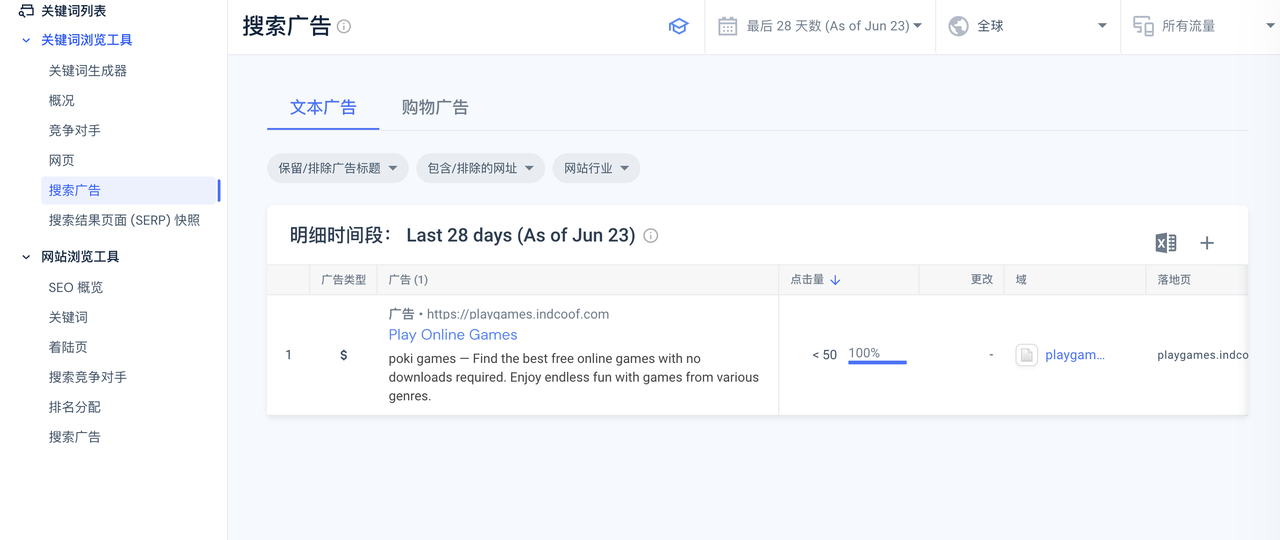 关键词列表
关键词浏览工具
关键词生成器
概况
竞争对手
网页
搜索广告
搜索结果页面 (SERP) 快照
网站浏览工具
SEO 概览
关键词
着陆页
搜索竞争对手
排名分配
搜索广告
搜索广告
最后 28 天数 (As of Jun 23)
全球
所有流量
文本广告
购物广告
保留/排除广告标题
包含/排除的网址
网站行业
明细时间段: Last 28 days (As of Jun 23)
广告类型
广告 (1)
点击量
更改
域
落地页
1
$
广告 • https://playgames.indcoof.com
Play Online Games
poki games — Find the best free online games with no
downloads required. Enjoy endless fun with games from various
genres.
< 50
100%
-
playgam...
playgames.indco